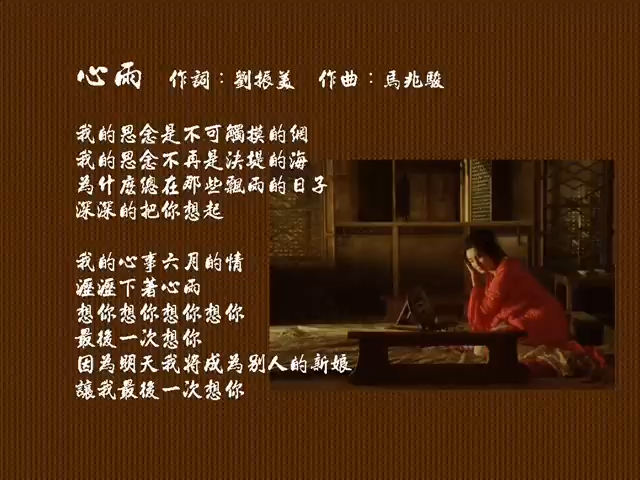 心雨 作詞：劉振美 作曲：馬兆駿
我的思念是不可觸摸的網
我的思念不再是決堤的海
為什麼總在那些飄雨的日子
深深的把你想起
我的心事六月的情
瀝瀝下著心雨
想你想你想你想你
最後一次想你
因為明天我將成為別人的新娘
讓我最後一次想你